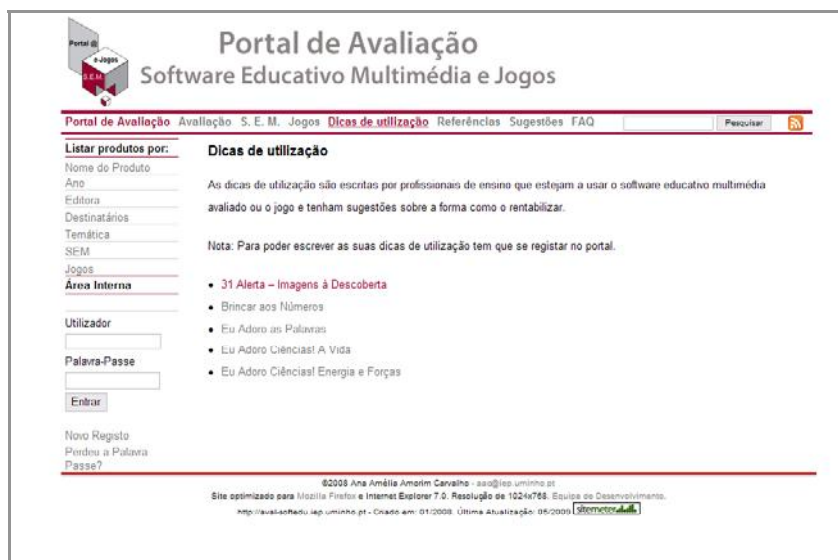 Portal @
e-Jogos
S.E.M.
Portal de Avaliação
Software Educativo Multimédia e Jogos
Portal de Avaliação Avaliação S. E. M. Jogos Dicas de utilização Referências Sugestões FAQ Pesquisar
Listar produtos por:
Nome do Produto
Ano
Editora
Destinatários
Temática
SEM
Jogos
Área Interna
Utilizador
Palavra-Passe
Entrar
Novo Registo
Perdeu a Palavra
Passe?
Dicas de utilização
As dicas de utilização são escritas por profissionais de ensino que estejam a usar o software educativo multimédia
avaliado ou o jogo e tenham sugestões sobre a forma como o rentabilizar.
Nota: Para poder escrever as suas dicas de utilização tem que se registar no portal.
• 31 Alerta – Imagens à Descoberta
• Brincar aos Números
• Eu Adoro as Palavras
• Eu Adoro Ciências! A Vida
• Eu Adoro Ciências! Energia e Forças
©2008 Ana Amélia Amorim Carvalho - aac@iep.uminho.pt
Site optimizado para Mozilla Firefox e Internet Explorer 7.0. Resolução de 1024x768. Equipa de Desenvolvimento.
http://aval-softedu.iep.uminho.pt - Criado em: 01/2008. Última Atualização: 05/2009 sitemeter